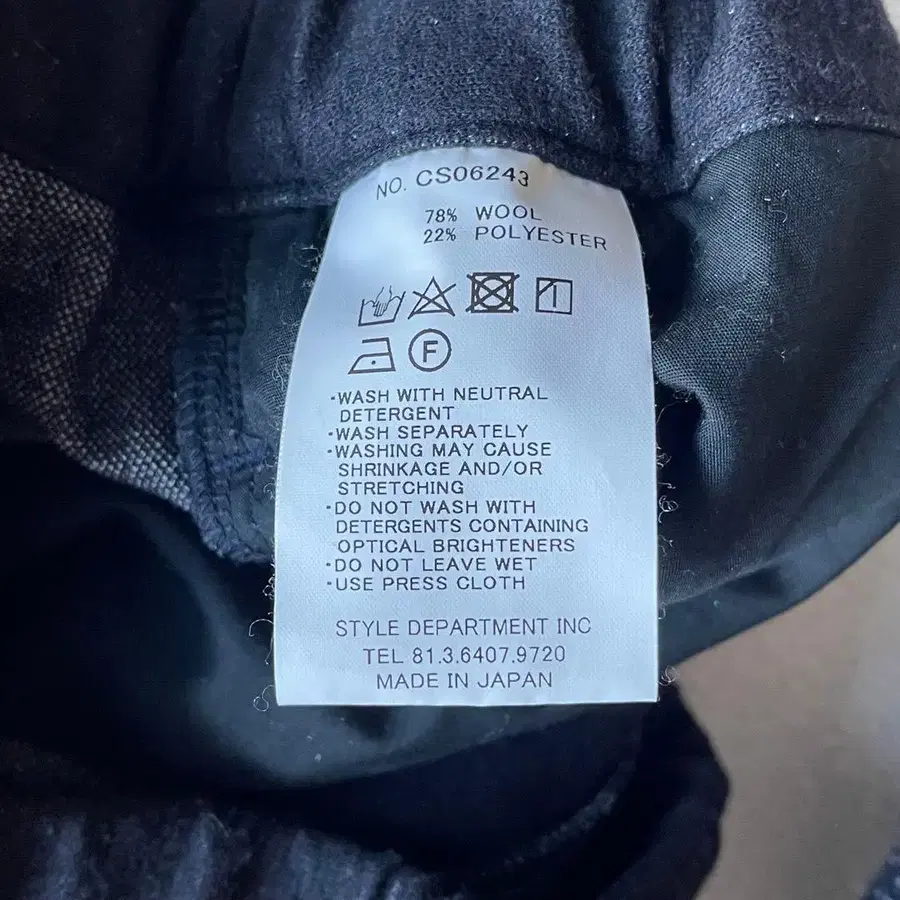 NO. CS06243
78% WOOL
22% POLYESTER
F
·WASH WITH NEUTRAL
DETERGENT
·WASH SEPARATELY
·WASHING MAY CAUSE
SHRINKAGE AND/OR
STRETCHING
·DO NOT WASH WITH
DETERGENTS CONTAINING
OPTICAL BRIGHTENERS
·DO NOT LEAVE WET
·USE PRESS CLOTH
STYLE DEPARTMENT INC
TEL 81.3.6407.9720
MADE IN JAPAN